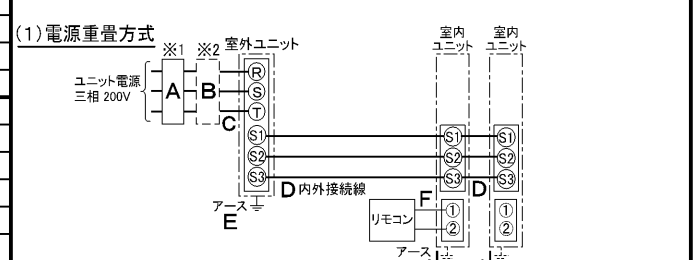 (1)電源重畳方式
※1 ※2 室外ユニット 室内ユニット 室内ユニット
ユニット電源
三相 200V
A B
R
S
T
C
S1 S1 S1
S2 S2 S2
S3 S3 S3
D 内外接続線 D
アース
E
F
リモコン
① ①
② ②
アース